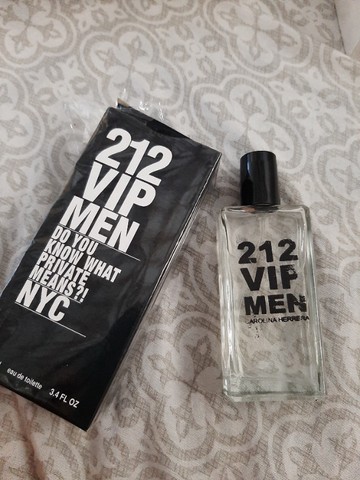 212
VIP
MEN
DO YOU
KNOW WHAT
PRIVATE
MEANS?!
NYC
eau de toilette
3.4 FL OZ
212
VIP
MEN
CAROLINA HERRERA